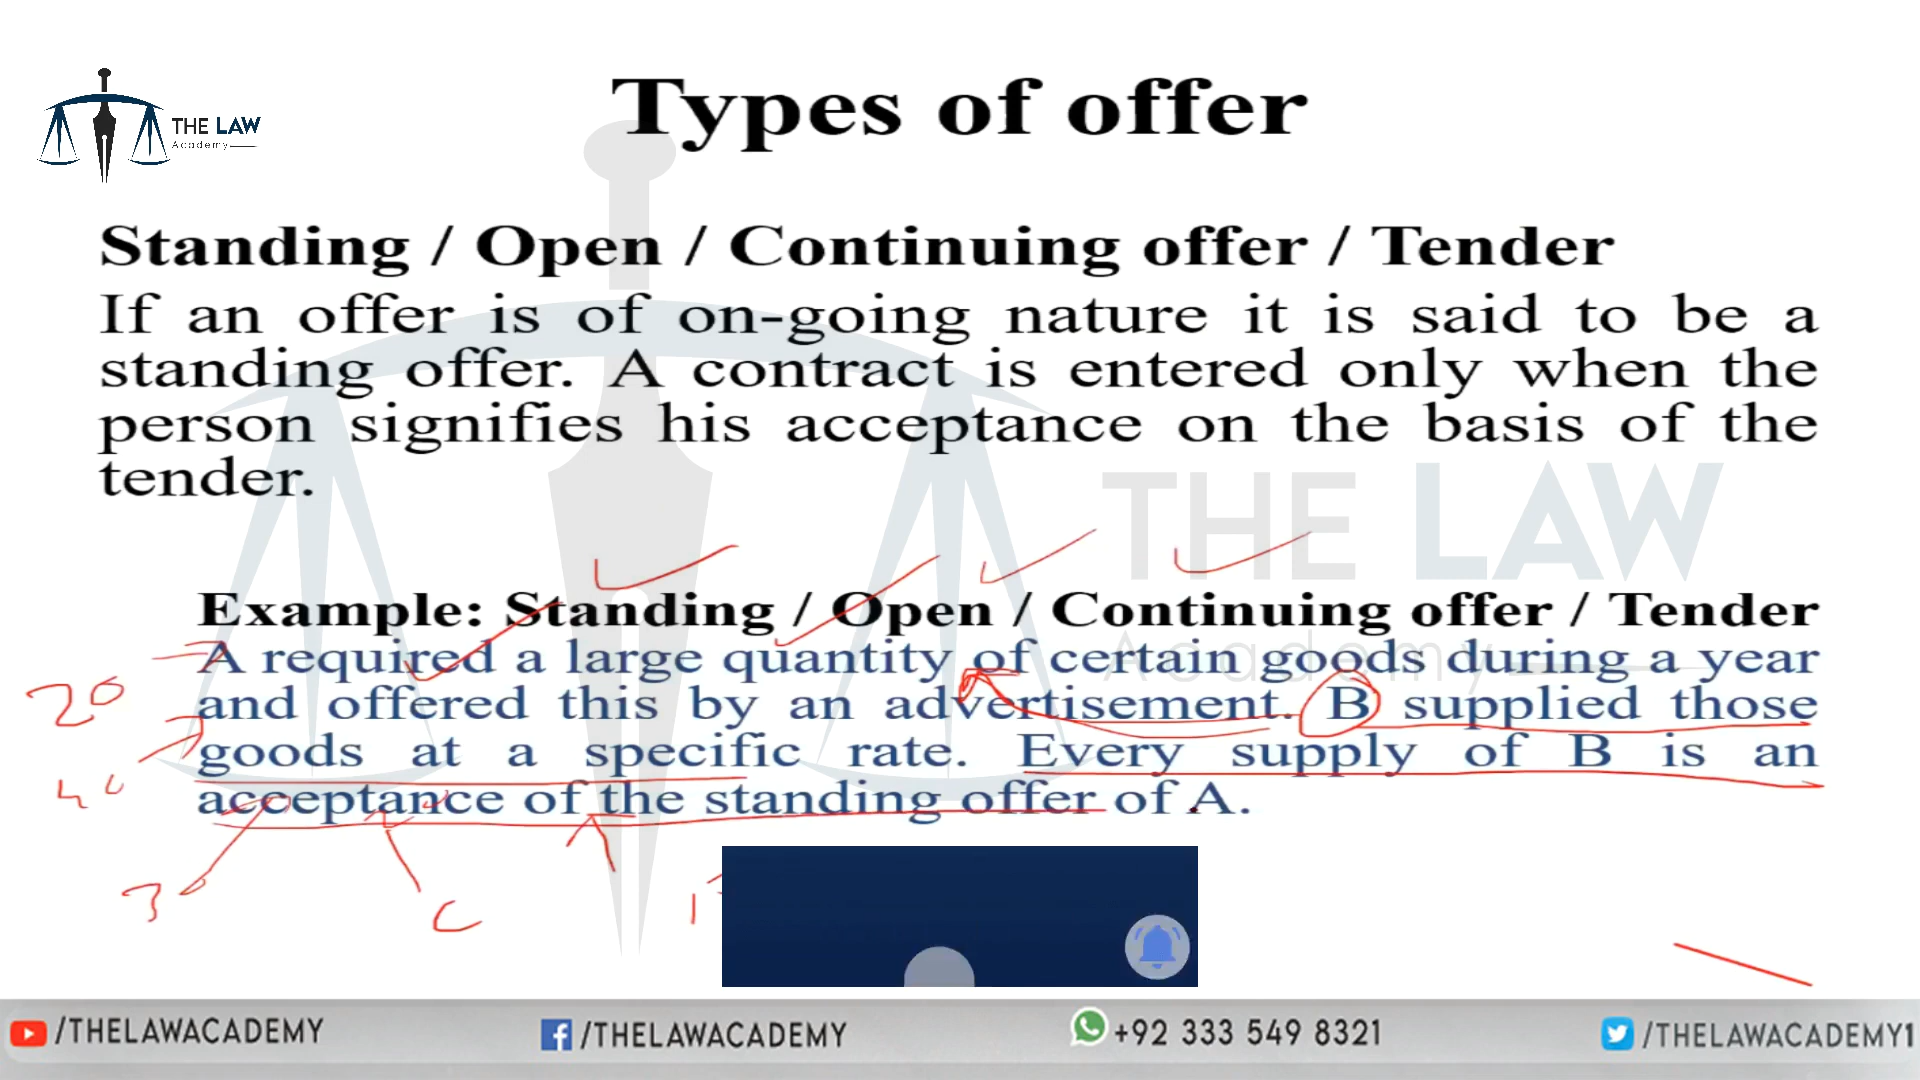 THE LAW
Academy
Types of offer
Standing / Open / Continuing offer / Tender
If an offer is of on-going nature it is said to be a
standing offer. A contract is entered only when the
person signifies his acceptance on the basis of the
tender.
THE LAW
Academy
Example: Standing / Open / Continuing offer / Tender
A required a large quantity of certain goods during a year
and offered this by an advertisement. B supplied those
goods at a specific rate. Every supply of B is an
acceptance of the standing offer of A.
20
40
3
C
/THELAWACADEMY
/THELAWACADEMY
+92 333 549 8321
/THELAWACADEMY1